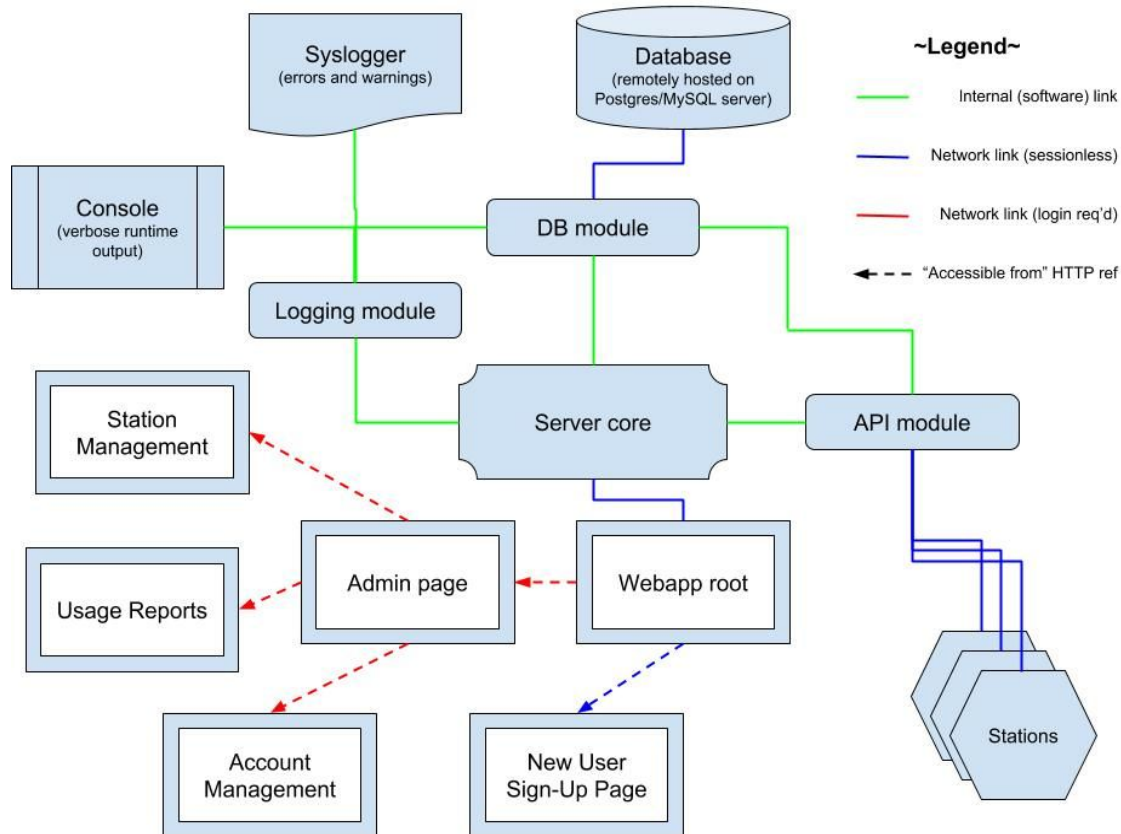 Syslogger
(errors and warnings)
Database
(remotely hosted on
Postgres/MySQL server)
~Legend~
Internal (software) link
Network link (sessionless)
Network link (login req'd)
"Accessible from" HTTP ref
Console
(verbose runtime
output)
DB module
Logging module
Server core
API module
Station
Management
Admin page
Webapp root
Usage Reports
Account
Management
New User
Sign-Up Page
Stations